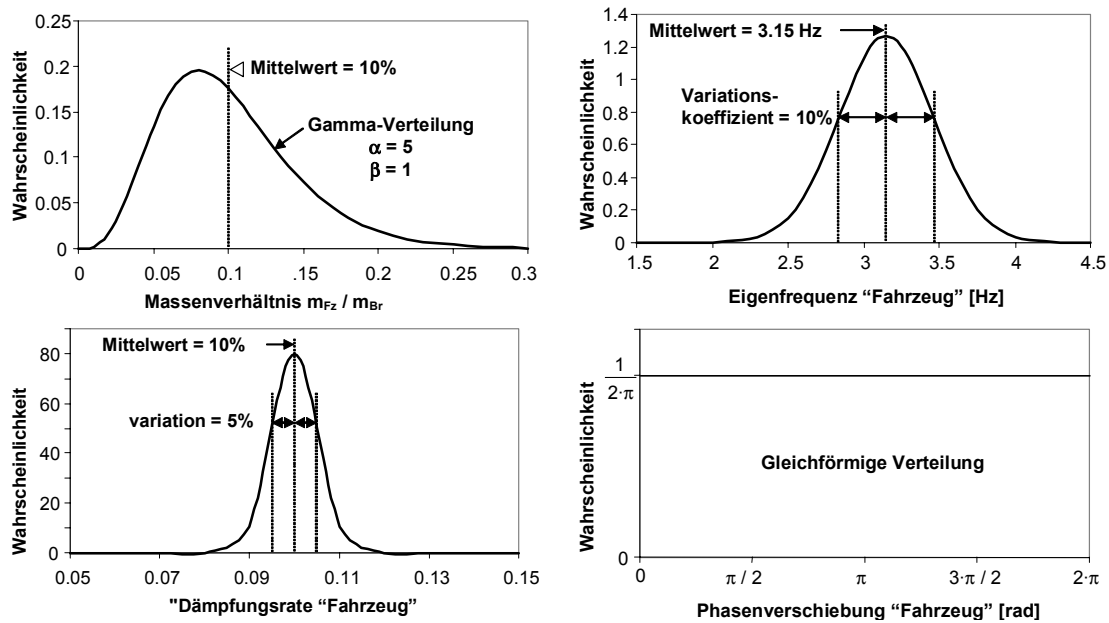 0.25
0.2
0.15
0.1
0.05
0
Wahrscheinlichkeit
Mittelwert = 10%
Gamma-Verteilung
α = 5
β = 1
0
0.05
0.1
.15
0.2
0.25
0.3
Massenverhältnis mFz / mBr
1.4
1.2
1
0.8
0.6
0.4
0.2
0
Wahrscheinlichkeit
Mittelwert = 3.15 Hz
Variations-
koeffizient = 10%
1.5
2
2.5
3
3.5
4
4.5
Eigenfrequenz “Fahrzeug” [Hz]
80
60
40
20
0
Wahrscheinlichkeit
Mittelwert = 10%
variation = 5%
0.05
0.07
0.09
0.11
0.13
0.15
"Dämpfungsrate “Fahrzeug”
1
2·π
0
Wahrscheinlichkeit
Gleichförmige Verteilung
0
π / 2
π
3·π / 2
2·π
Phasenverschiebung “Fahrzeug” [rad]